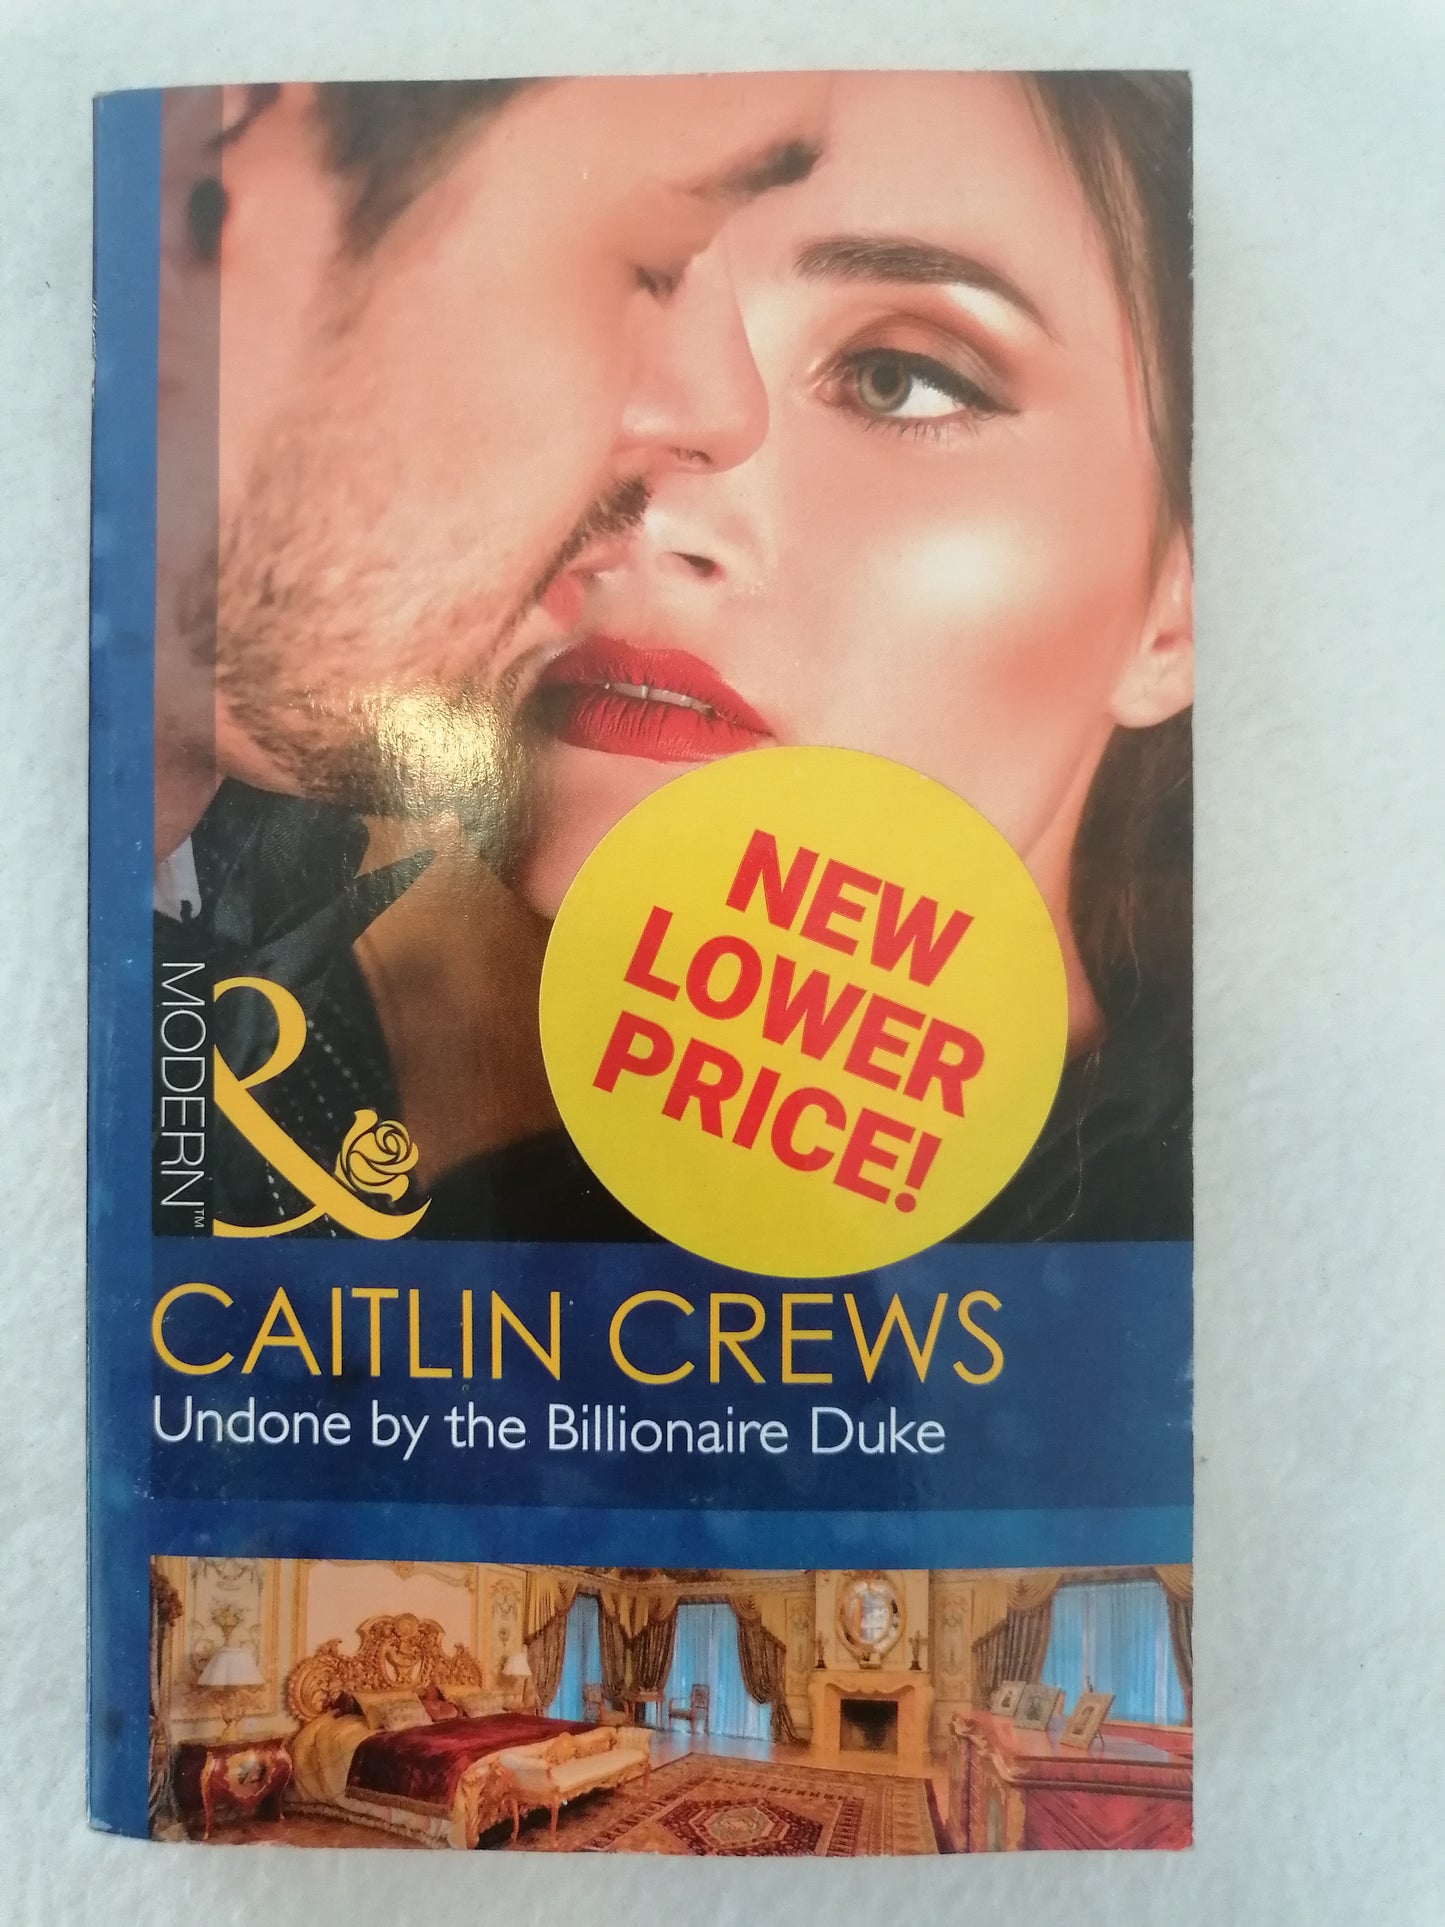 NEW
LOWER
PRICE!
MODERN™
CAITLIN CREWS
Undone by the Billionaire Duke